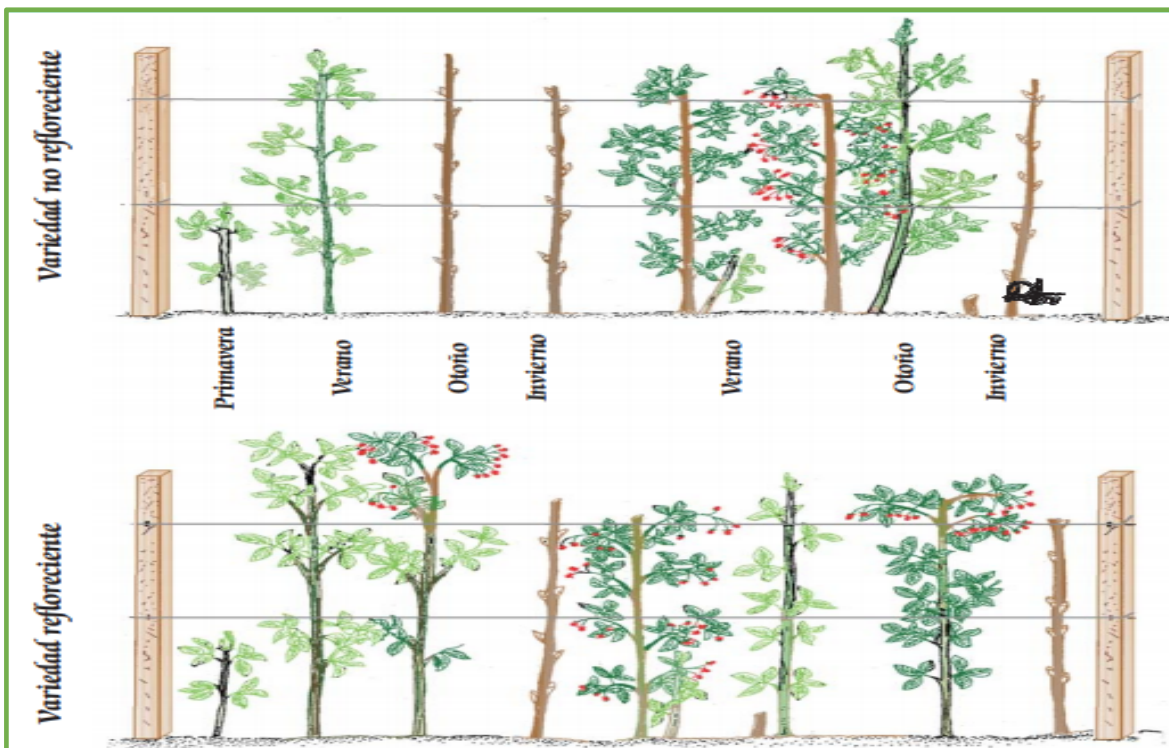 Variedad no refloreciente
Primavera
Verano
Otoño
Invierno
Verano
Otoño
Invierno
Variedad refloreciente